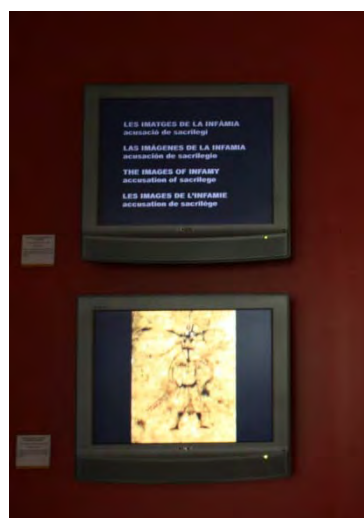 LES IMATGES DE LA INFÀMIA
acusació de sacrilegi
LAS IMÁGENES DE LA INFAMIA
acusación de sacrilegio
THE IMAGES OF INFAMY
accusation of sacrilege
LES IMAGES DE L'INFAMIE
accusation de sacrilège